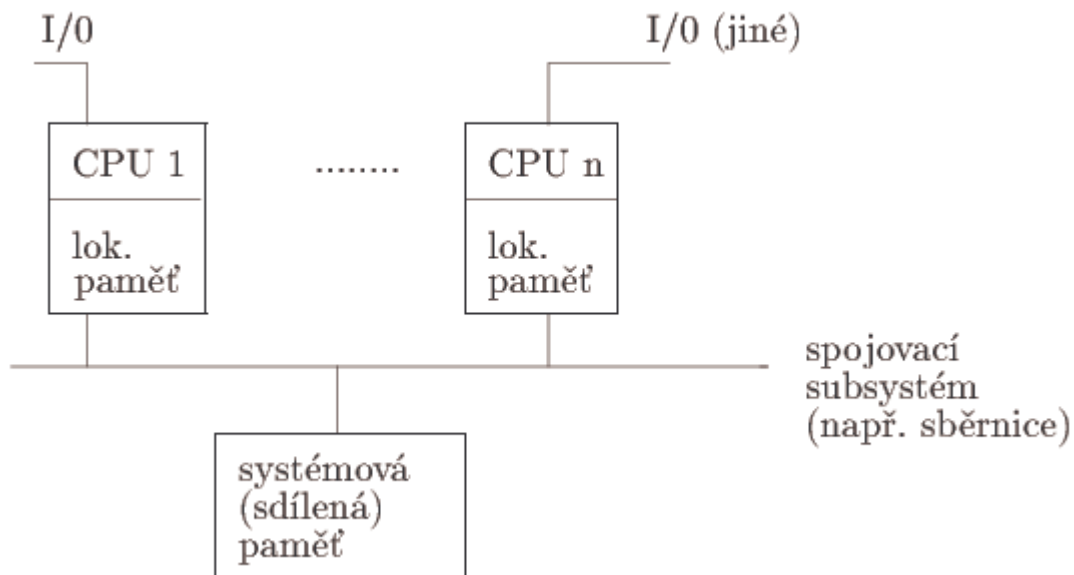 I/0
I/0 (jiné)
CPU 1
........
CPU n
lok.
paměť
lok.
paměť
spojovací
subsystém
(např. sběrnice)
systémová
(sdílená)
paměť